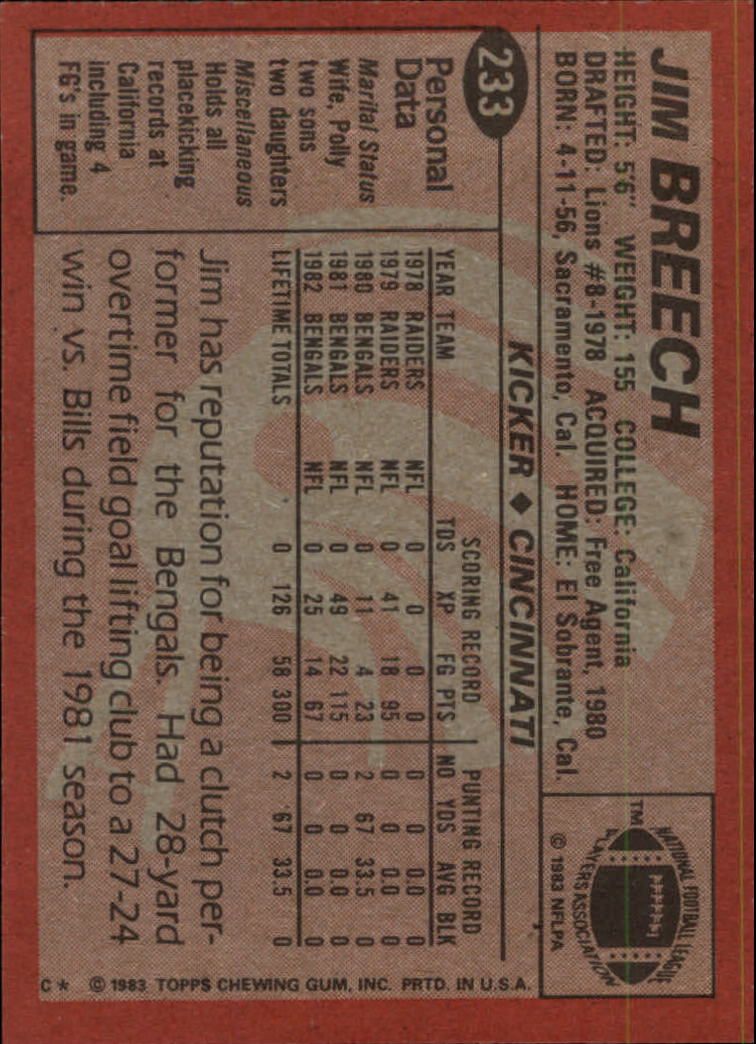 JIM BREECH
HEIGHT: 5'6" WEIGHT: 155 COLLEGE: California
DRAFTED: Lions #8-1978 ACQUIRED: Free Agent, 1980
BORN: 4-11-56, Sacramento, Cal. HOME: El Sobrante, Cal.
NATIONAL FOOTBALL LEAGUE
PLAYERS ASSOCIATION
NFLPA
TM
© 1983 NFLPA
233
KICKER ♦ CINCINNATI
Personal
Data
Marital Status
Wife, Polly
two sons
two daughters
Miscellaneous
Holds all
placekicking
records at
California
including 4
FG's in game.
SCORING RECORD PUNTING RECORD
YEAR TEAM TDS XP FG PTS NO YDS AVG BLK
1978 RAIDERS NFL 0 0 0 0 0 0 0.0 0
1979 RAIDERS NFL 0 41 18 95 0 0 0.0 0
1980 BENGALS NFL 0 11 4 23 2 67 33.5 0
1981 BENGALS NFL 0 49 22 115 0 0 0.0 0
1982 BENGALS NFL 0 25 14 67 0 0 0.0 0
LIFETIME TOTALS 0 126 58 300 2 67 33.5 0
Jim has reputation for being a clutch per-
former for the Bengals. Had 28-yard
overtime field goal lifting club to a 27-24
win vs. Bills during the 1981 season.
C* © 1983 TOPPS CHEWING GUM, INC. PRTD. IN U.S.A.